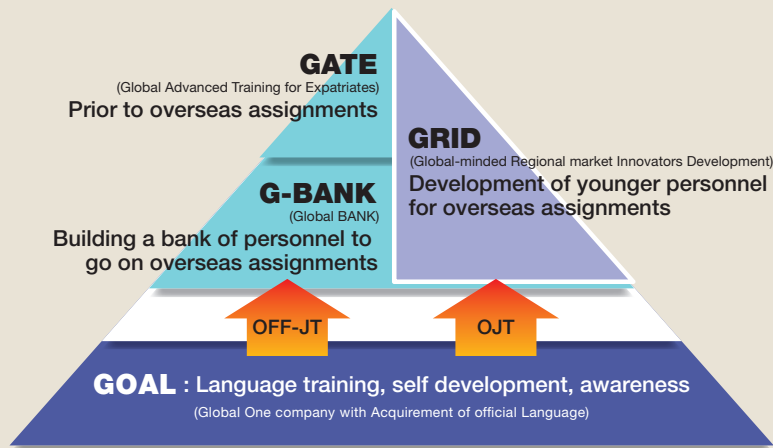 GATE
(Global Advanced Training for Expatriates)
Prior to overseas assignments
GRID
(Global-minded Regional market Innovators Development)
Development of younger personnel
for overseas assignments
G-BANK
(Global BANK)
Building a bank of personnel to
go on overseas assignments
OFF-JT
OJT
GOAL : Language training, self development, awareness
(Global One company with Acquirement of official Language)